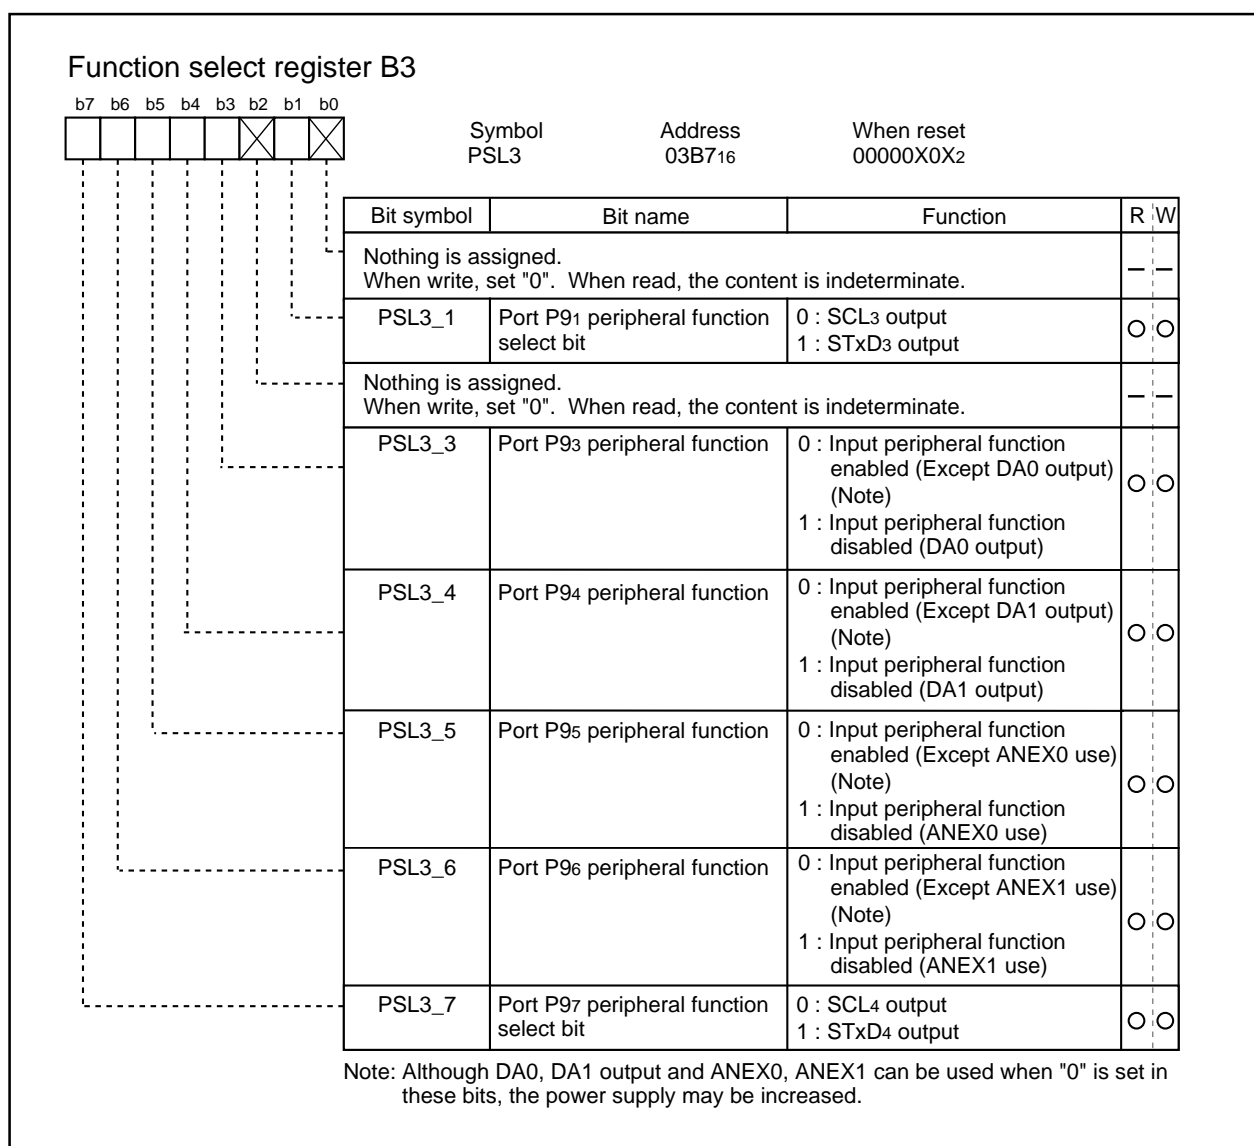 Function select register B3
b7 b6 b5 b4 b3 b2 b1 b0
Symbol Address When reset
PSL3 03B716 00000X0X2
Bit symbol Bit name Function R W
Nothing is assigned.
When write, set "0". When read, the content is indeterminate.
PSL3_1 Port P91 peripheral function 0 : SCL3 output
select bit 1 : STxD3 output
Nothing is assigned.
When write, set "0". When read, the content is indeterminate.
PSL3_3 Port P93 peripheral function 0 : Input peripheral function
enabled (Except DA0 output)
(Note)
1 : Input peripheral function
disabled (DA0 output)
PSL3_4 Port P94 peripheral function 0 : Input peripheral function
enabled (Except DA1 output)
(Note)
1 : Input peripheral function
disabled (DA1 output)
PSL3_5 Port P95 peripheral function 0 : Input peripheral function
enabled (Except ANEX0 use)
(Note)
1 : Input peripheral function
disabled (ANEX0 use)
PSL3_6 Port P96 peripheral function 0 : Input peripheral function
enabled (Except ANEX1 use)
(Note)
1 : Input peripheral function
disabled (ANEX1 use)
PSL3_7 Port P97 peripheral function 0 : SCL4 output
select bit 1 : STxD4 output
Note: Although DA0, DA1 output and ANEX0, ANEX1 can be used when "0" is set in
these bits, the power supply may be increased.